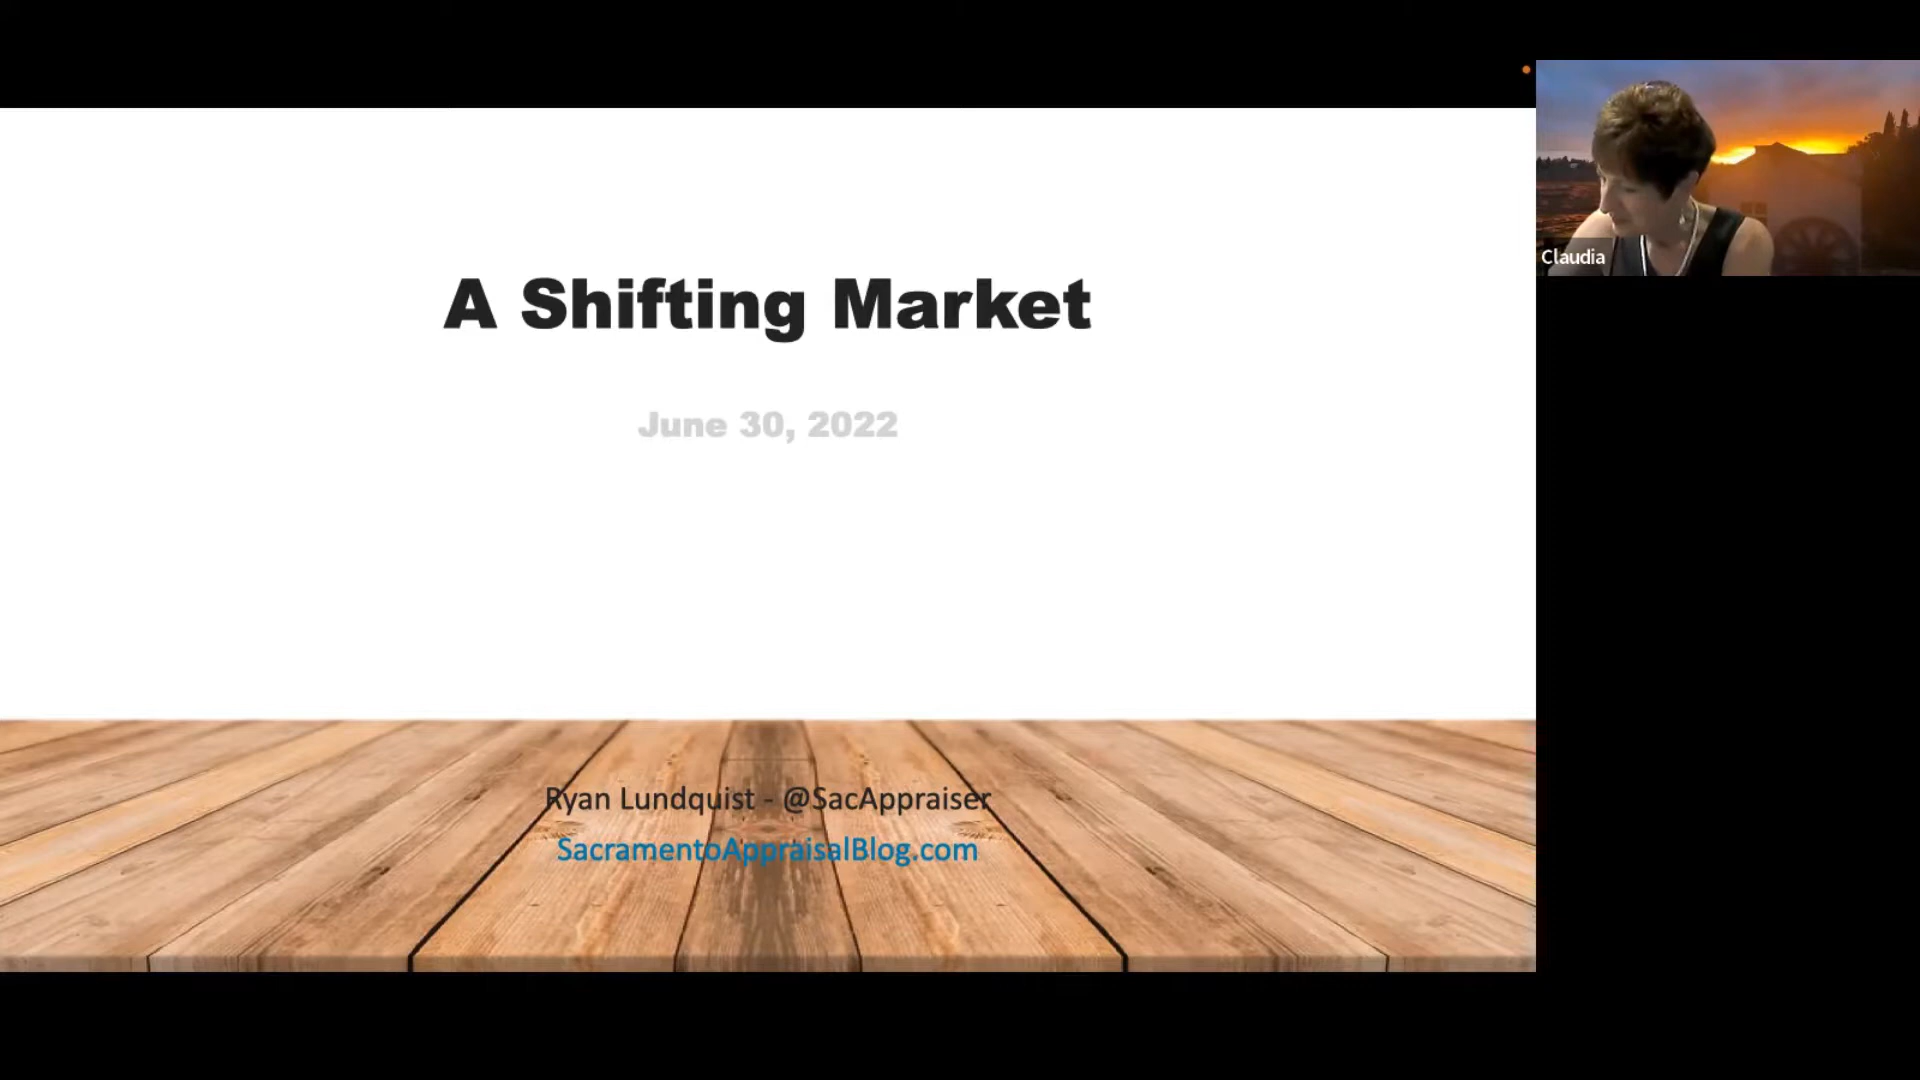 A Shifting Market
June 30, 2022
Ryan Lundquist - @SacAppraiser
SacramentoAppraisalBlog.com
Claudia